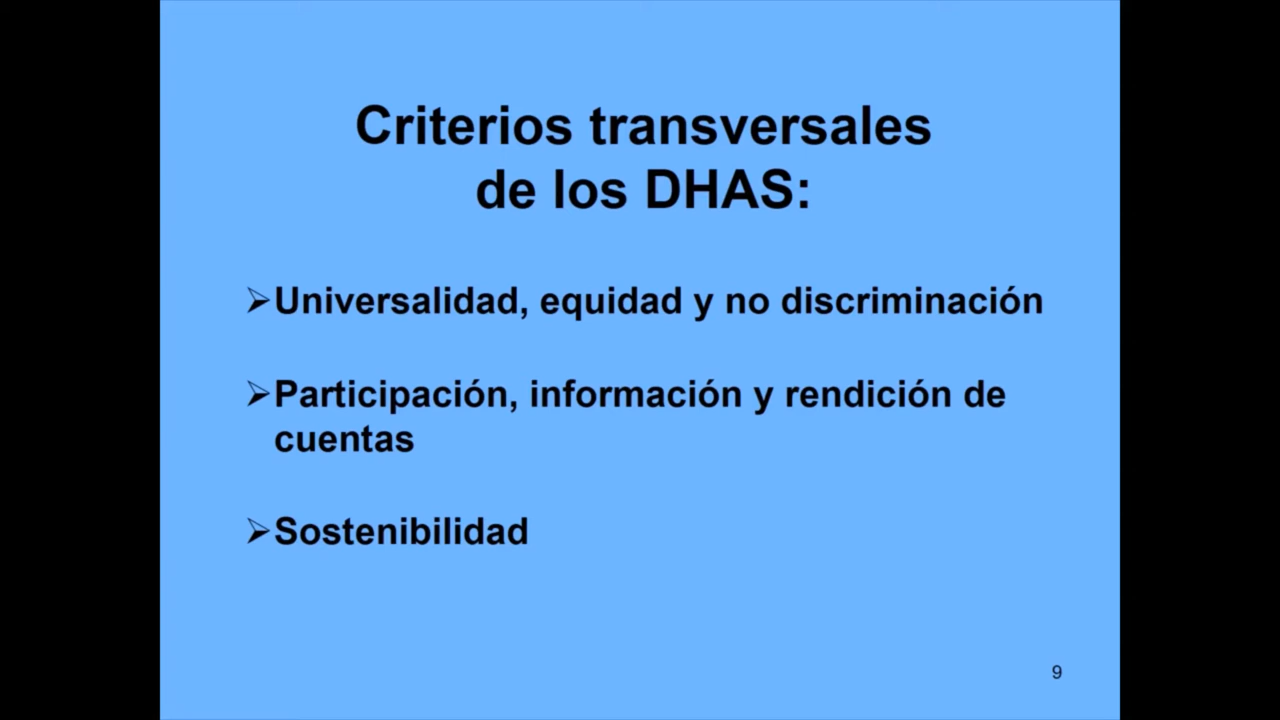 Criterios transversales
de los DHAS:
➢Universalidad, equidad y no discriminación
➢Participación, información y rendición de
cuentas
➢Sostenibilidad
9